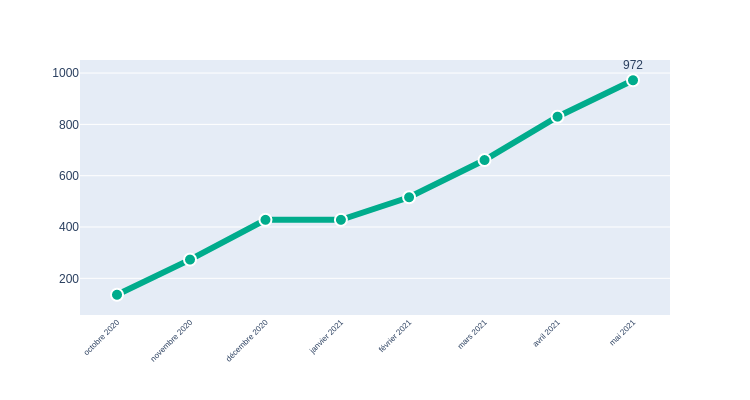 972
1000
800
600
400
200
octobre 2020
novembre 2020
décembre 2020
janvier 2021
février 2021
mars 2021
avril 2021
mai 2021